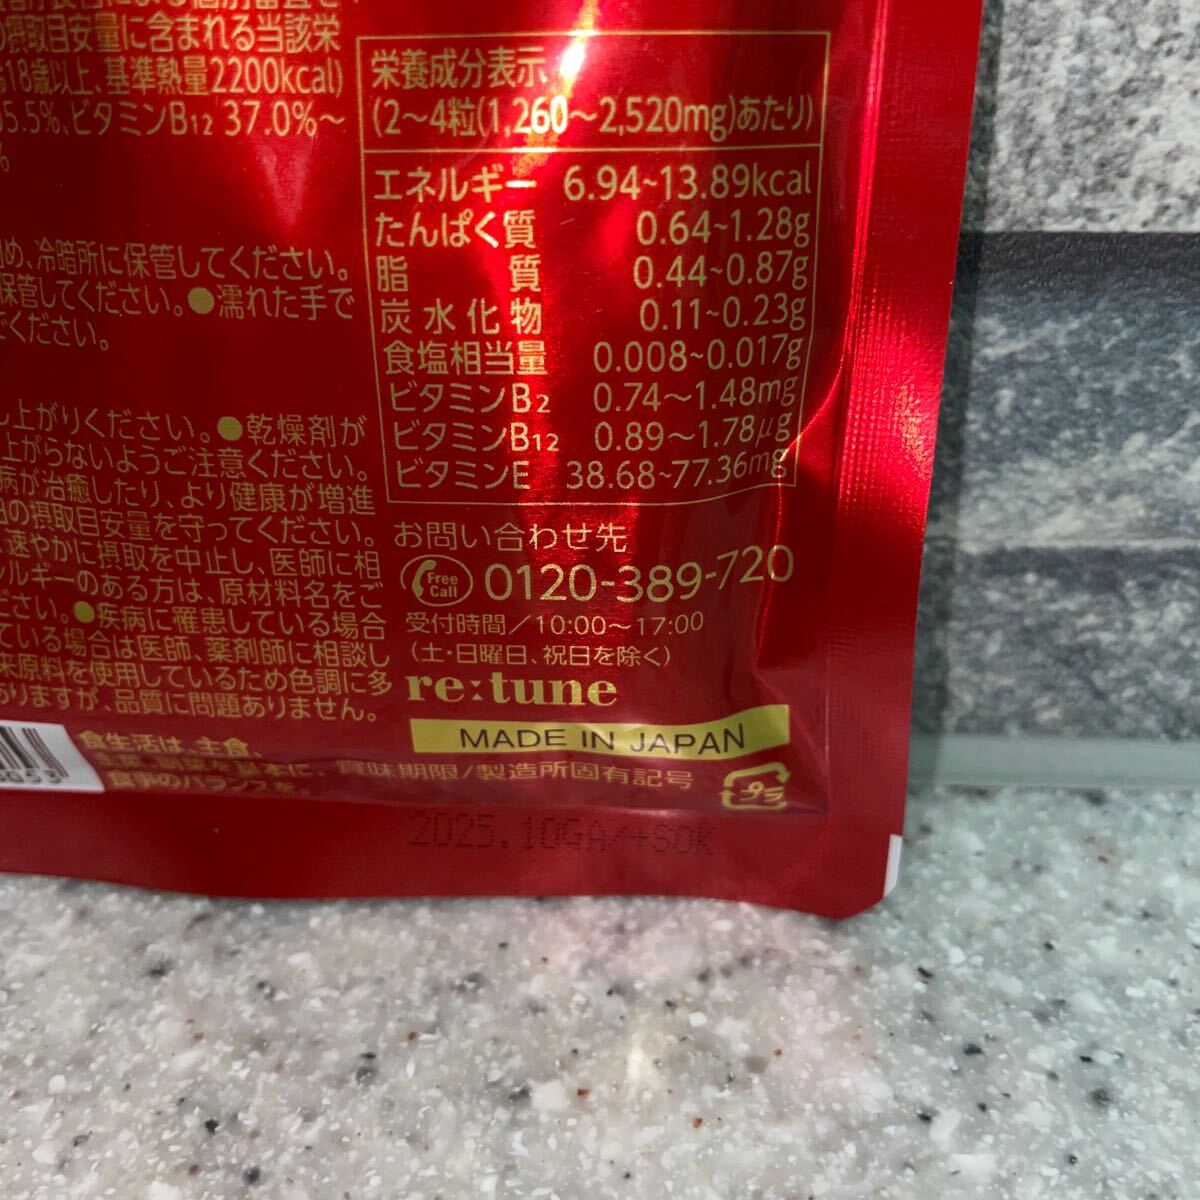 の摂取目安量に含まれる当該栄
18歳以上、基準熱量2200kcal)
5.5%、ビタミンB12 37.0%～
%
め、冷暗所に保管してください。
保管してください。●濡れた手で
ください。
し上がりください。●乾燥剤が
上がらないようご注意ください。
病が治癒したり、より健康が増進
日の摂取目安量を守ってください。
速やかに摂取を中止し、医師に相
ルギーのある方は、原材料名をご
ださい。●疾病に罹患している場合
ている場合は医師、薬剤師に相談し
来原料を使用しているため色調に多
ありますが、品質に問題ありません。
食生活は、主食、
主菜、副菜を基本に、
食事のバランスを。
栄養成分表示
(2～4粒(1,260～2,520mg)あたり)
エネルギー 6.94~13.89kcal
たんぱく質 0.64~1.28g
脂質 0.44~0.87g
炭水化物 0.11~0.23g
食塩相当量 0.008~0.017g
ビタミンB2 0.74～1.48mg
ビタミンB12 0.89～1.78μg
ビタミンE 38.68~77.36mg
お問い合わせ先
Free Call 0120-389-720
受付時間／10:00～17:00
(土・日曜日、祝日を除く)
re:tune
MADE IN JAPAN
賞味期限/製造所固有記号
プラ
2025.10GA/+SOK